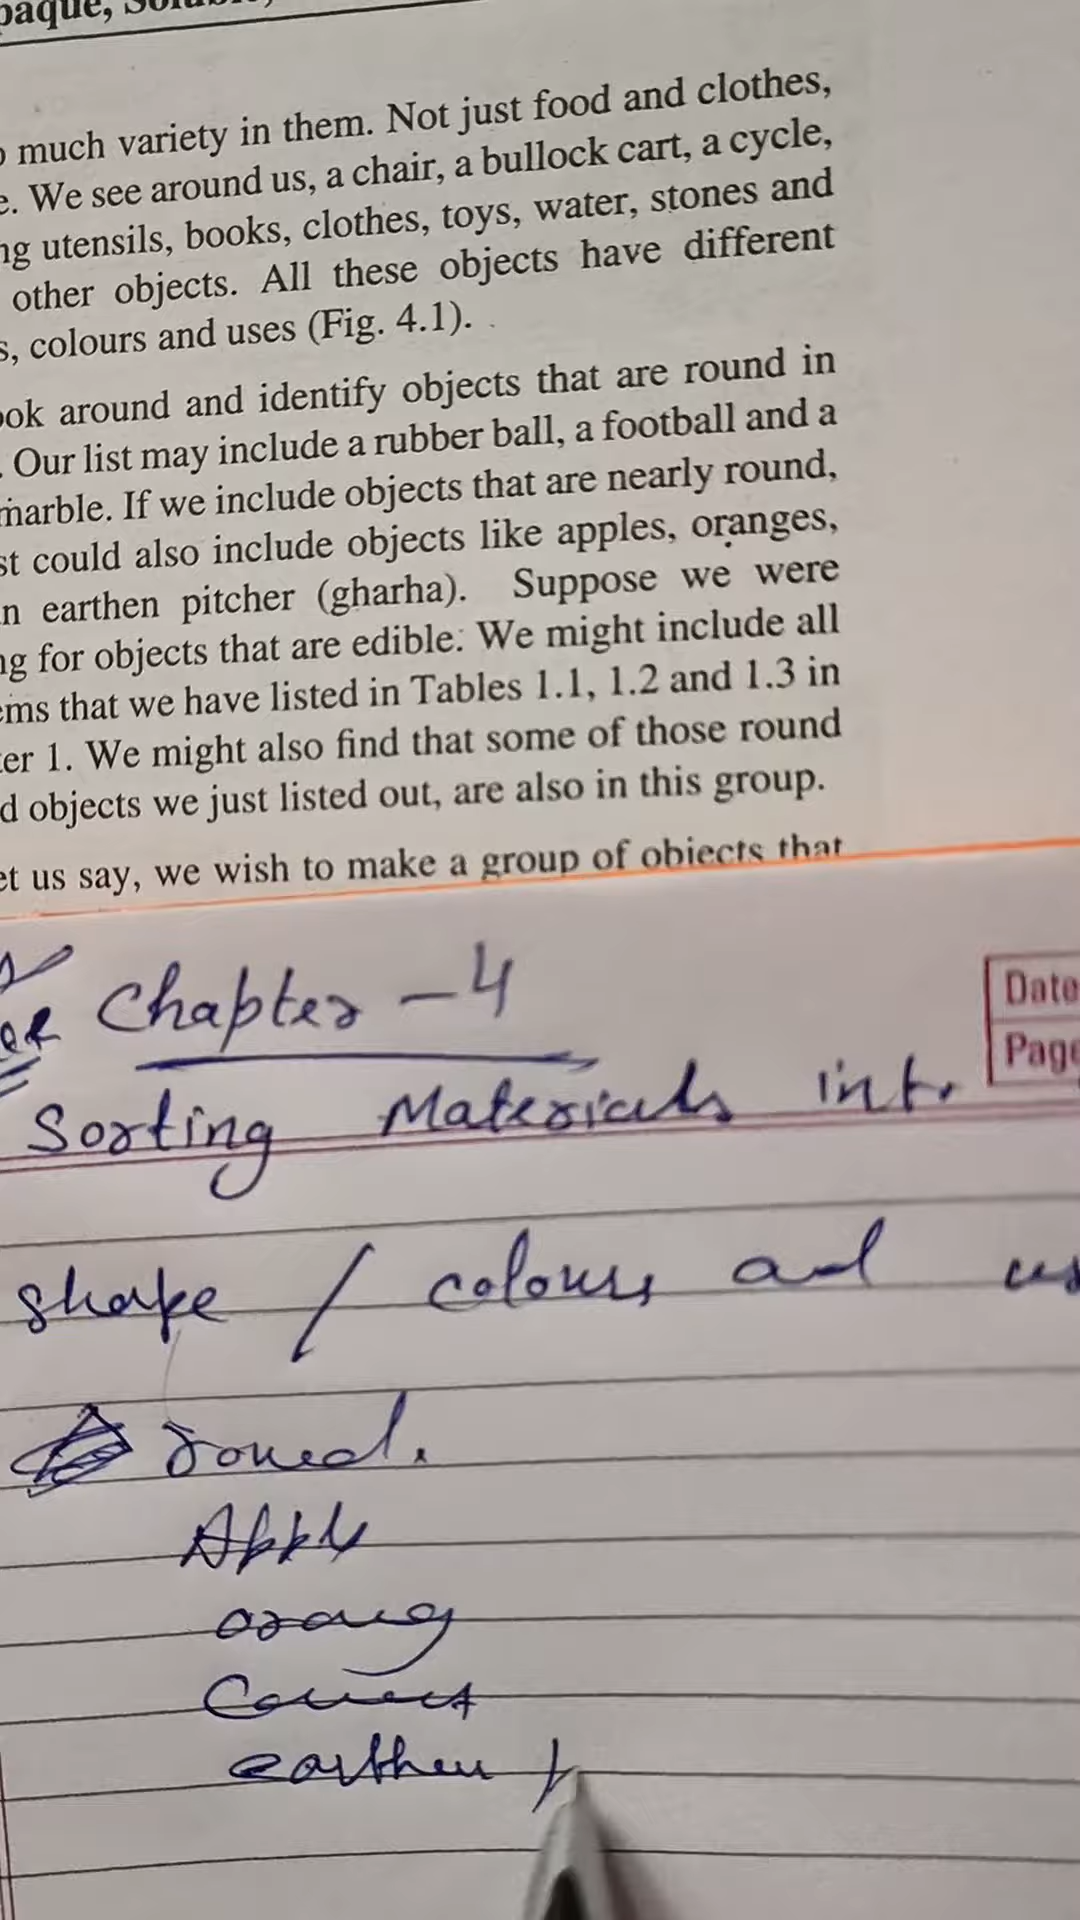 paque,
much variety in them. Not just food and clothes,
e. We see around us, a chair, a bullock cart, a cycle,
ng utensils, books, clothes, toys, water, stones and
other objects. All these objects have different
s, colours and uses (Fig. 4.1).
ook around and identify objects that are round in
. Our list may include a rubber ball, a football and a
marble. If we include objects that are nearly round,
st could also include objects like apples, oranges,
n earthen pitcher (gharha). Suppose we were
ng for objects that are edible. We might include all
ems that we have listed in Tables 1.1, 1.2 and 1.3 in
ter 1. We might also find that some of those round
d objects we just listed out, are also in this group.
et us say, we wish to make a group of objects that
Chapter - 4
Date
Page
Sorting Materials into
shape / colours and us
Apple
earthen p